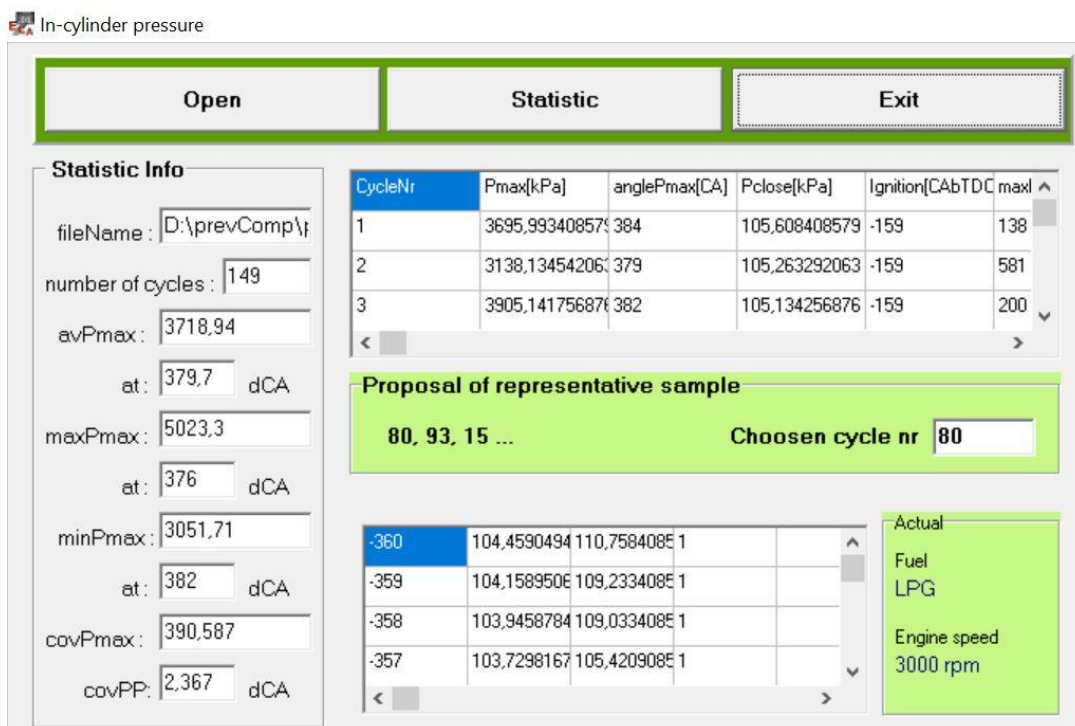 In-cylinder pressure
Open Statistic Exit
Statistic Info
fileName : D:\prevComp\
number of cycles : 149
avPmax : 3718,94
at : 379,7 dCA
maxPmax : 5023,3
at : 376 dCA
minPmax : 3051,71
at : 382 dCA
covPmax : 390,587
covPP: 2,367 dCA
CycleNr Pmax[kPa] anglePmax[CA] Pclose[kPa] Ignition[CAbTDC
1 3695,993408579 384 105,608408579 -159 138
2 3138,134542063 379 105,263292063 -159 581
3 3905,141756876 382 105,134256876 -159 200
Proposal of representative sample
80, 93, 15 ... Choosen cycle nr 80
-360 104,4590494 110,7584085 1
-359 104,1589506 109,2334085 1
-358 103,9458784 109,0334085 1
-357 103,7298167 105,4209085 1
Actual
Fuel
LPG
Engine speed
3000 rpm